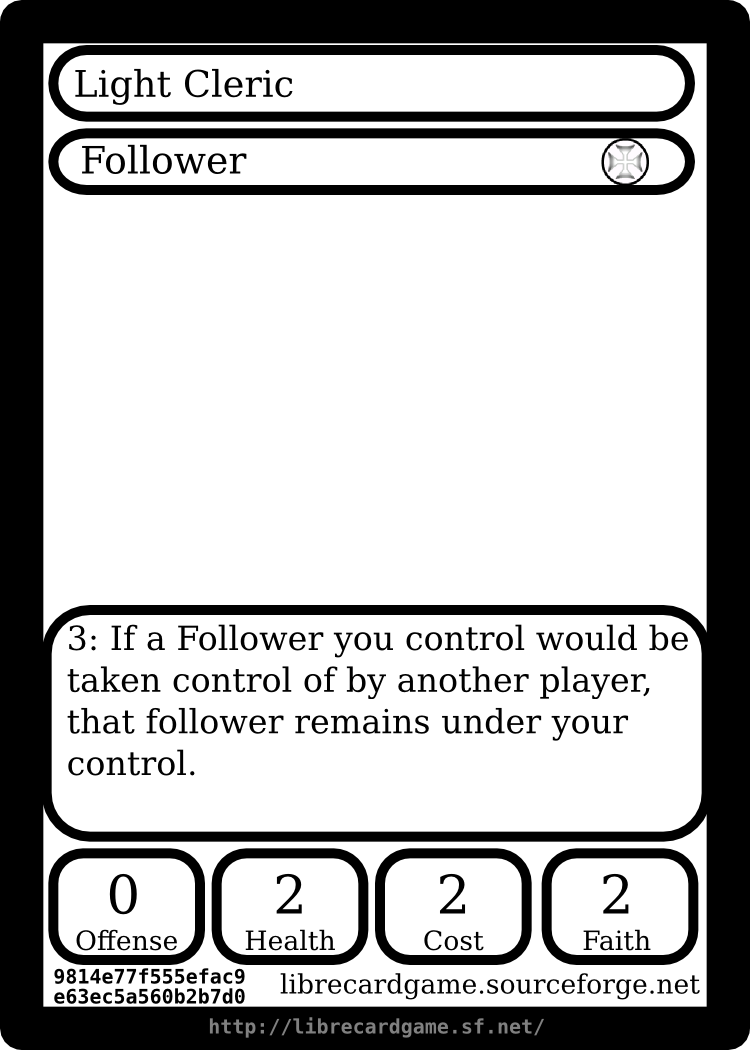 Light Cleric
Follower
3: If a Follower you control would be
taken control of by another player,
that follower remains under your
control.
0 2 2 2
Offense Health Cost Faith
9814e77f555efac9
e63ec5a560b2b7d0
librecardgame.sourceforge.net
http://librecardgame.sf.net/